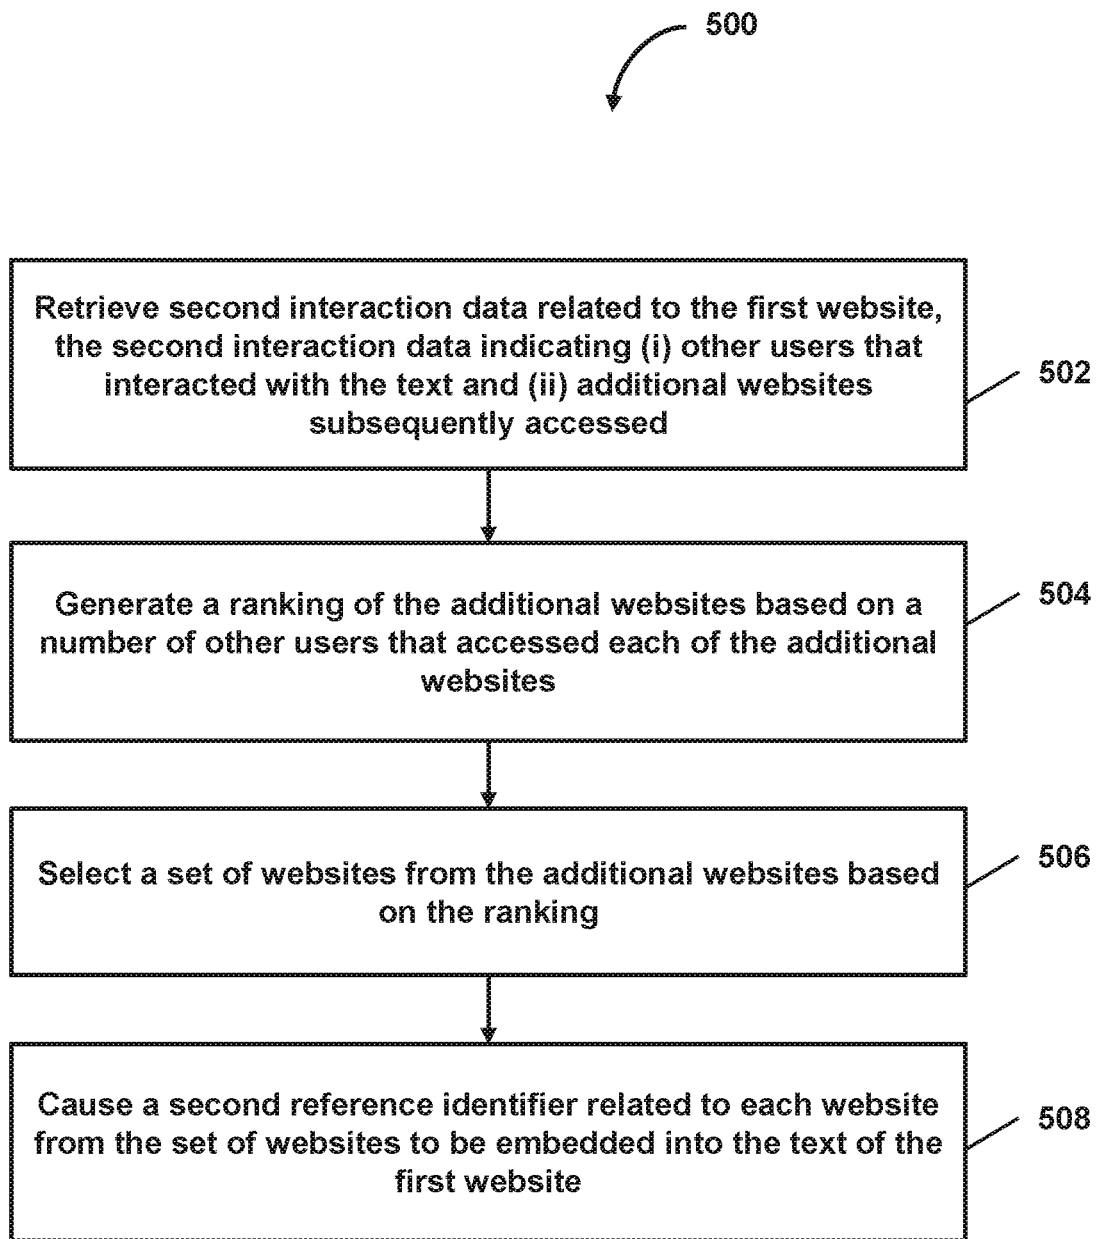 500
Retrieve second interaction data related to the first website,
the second interaction data indicating (i) other users that
interacted with the text and (ii) additional websites
subsequently accessed
502
Generate a ranking of the additional websites based on a
number of other users that accessed each of the additional
websites
504
Select a set of websites from the additional websites based
on the ranking
506
Cause a second reference identifier related to each website
from the set of websites to be embedded into the text of the
first website
508